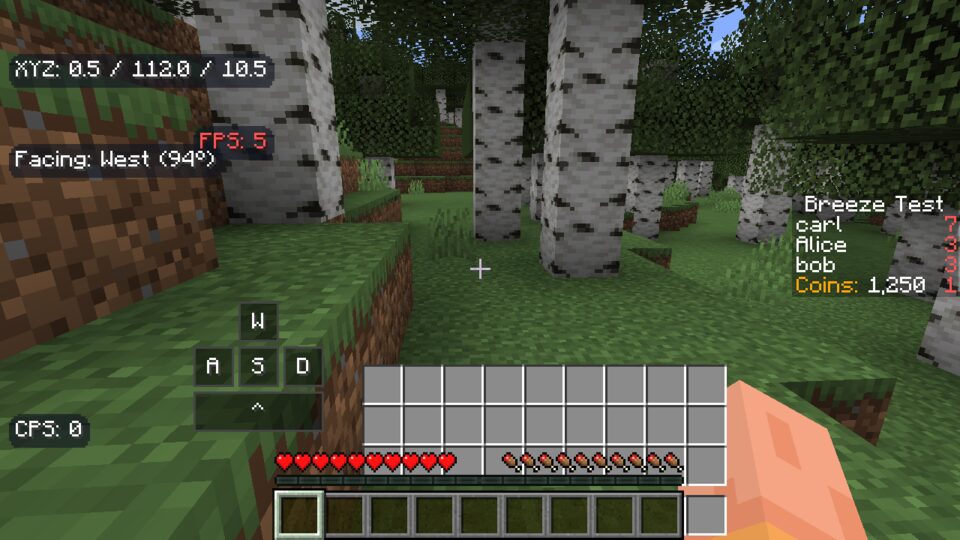 XYZ: 0.5 / 112.0 / 10.5
FPS: 5
Facing: West (94°)
Breeze Test
carl 7
Alice 3
bob 3
Coins: 1,250 1
W
A S D
^
CPS: 0